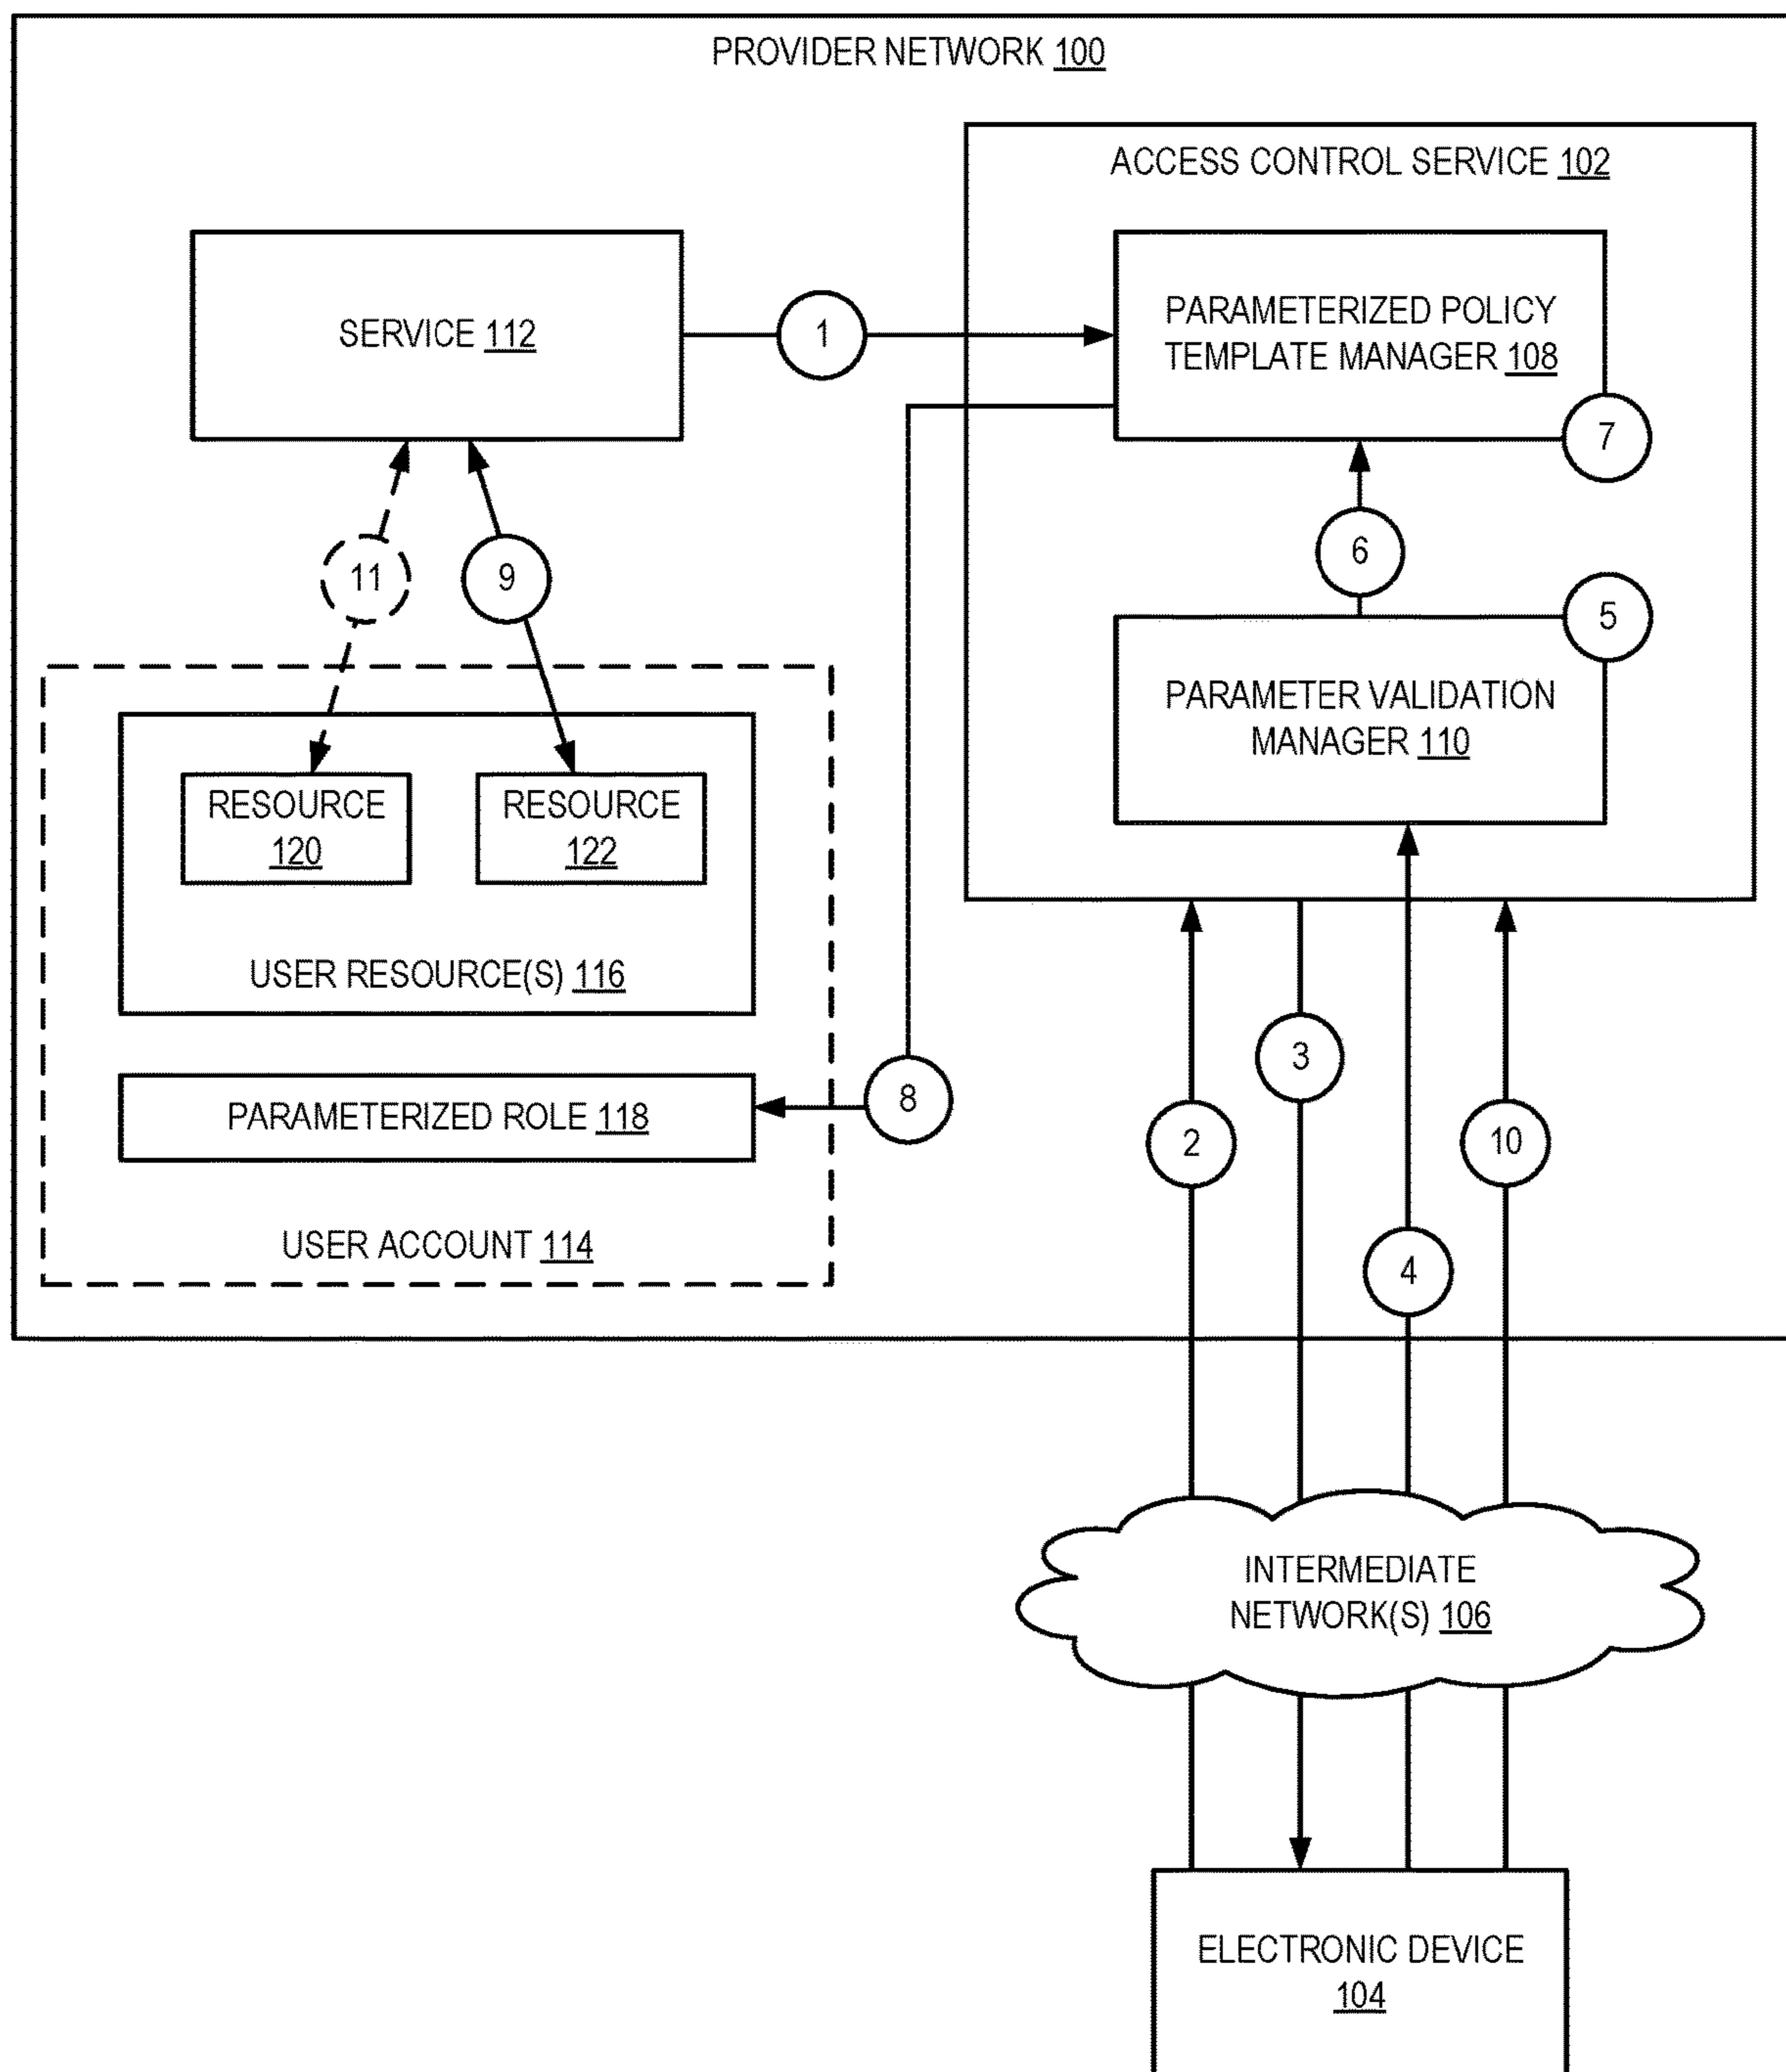 PROVIDER NETWORK 100
ACCESS CONTROL SERVICE 102
SERVICE 112
1
PARAMETERIZED POLICY
TEMPLATE MANAGER 108
7
11
9
6
5
PARAMETER VALIDATION
MANAGER 110
RESOURCE
120
RESOURCE
122
USER RESOURCE(S) 116
PARAMETERIZED ROLE 118
USER ACCOUNT 114
8
3
2
10
4
INTERMEDIATE
NETWORK(S) 106
ELECTRONIC DEVICE
104